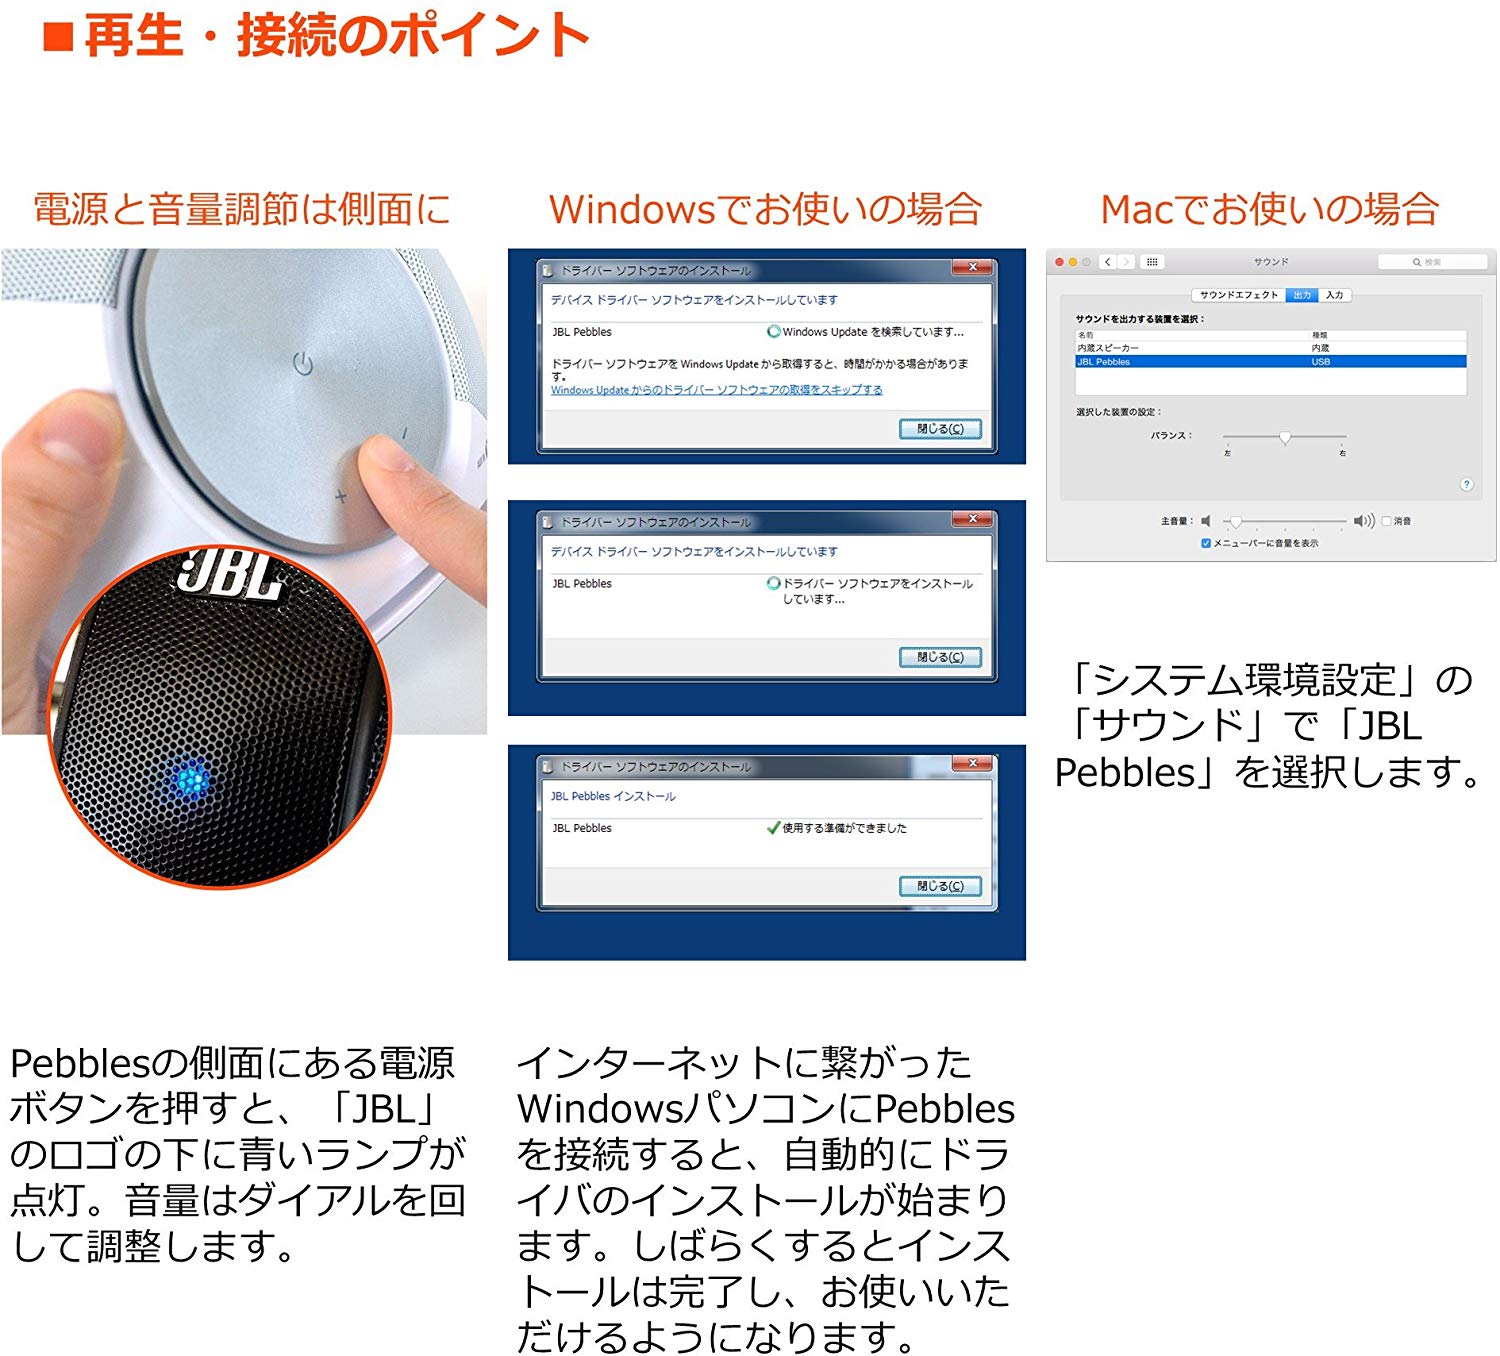 ■再生・接続のポイント
電源と音量調節は側面に
JBL
Pebblesの側面にある電源
ボタンを押すと、「JBL」
のロゴの下に青いランプが
点灯。音量はダイアルを回
して調整します。
Windowsでお使いの場合
ドライバー ソフトウェアのインストール
デバイス ドライバー ソフトウェアをインストールしています
JBL Pebbles
Windows Update を検索しています...
ドライバー ソフトウェアを Windows Update から取得すると、時間がかかる場合がありま
す。
Windows Update からのドライバー ソフトウェアの取得をスキップする
閉じる(C)
ドライバー ソフトウェアのインストール
デバイス ドライバー ソフトウェアをインストールしています
JBL Pebbles
ドライバー ソフトウェアをインストール
しています...
閉じる(C)
ドライバー ソフトウェアのインストール
JBL Pebbles インストール
JBL Pebbles
使用する準備ができました
閉じる(C)
インターネットに繋がった
WindowsパソコンにPebbles
を接続すると、自動的にドラ
イバのインストールが始まり
ます。しばらくするとインス
トールは完了し、お使いいた
だけるようになります。
Macでお使いの場合
サウンド
検索
サウンドエフェクト 出力 入力
サウンドを出力する装置を選択：
名前 種類
内蔵スピーカー 内蔵
JBL Pebbles USB
選択した装置の設定：
バランス：
左 右
?
主音量： 消音
メニューバーに音量を表示
「システム環境設定」の
「サウンド」で「JBL
Pebbles」を選択します。